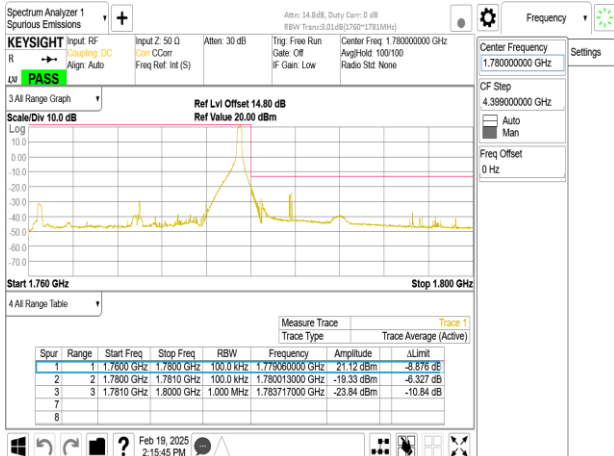 Spectrum Analyzer 1
Spurious Emissions
Attn: 14.8dB, Duty Carr: 0 dB
RBW Trans:3.01dB(1760~1781MHz)
Frequency
KEYSIGHT
R
LXI
PASS
Input: RF
Coupling: DC
Align: Auto
Input Z: 50 Ω
Corr CCorr
Freq Ref: Int (S)
Atten: 30 dB
Trig: Free Run
Gate: Off
IF Gain: Low
Center Freq: 1.780000000 GHz
Avg|Hold: 100/100
Radio Std: None
Center Frequency
1.780000000 GHz
Settings
CF Step
4.399000000 GHz
Auto
Man
Freq Offset
0 Hz
3 All Range Graph
Scale/Div 10.0 dB
Ref Lvl Offset 14.80 dB
Ref Value 20.00 dBm
Log
10.0
0.00
-10.0
-20.0
-30.0
-40.0
-50.0
-60.0
-70.0
Start 1.760 GHz
Stop 1.800 GHz
4 All Range Table
Measure Trace Trace 1
Trace Type Trace Average (Active)
Spur Range Start Freq Stop Freq RBW Frequency Amplitude ΔLimit
1 1 1.7600 GHz 1.7800 GHz 100.0 kHz 1.779060000 GHz 21.12 dBm -8.876 dB
2 2 1.7800 GHz 1.7810 GHz 100.0 kHz 1.780013000 GHz -19.33 dBm -6.327 dB
3 3 1.7810 GHz 1.8000 GHz 1.000 MHz 1.783717000 GHz -23.84 dBm -10.84 dB
7
8
Feb 19, 2025
2:15:45 PM